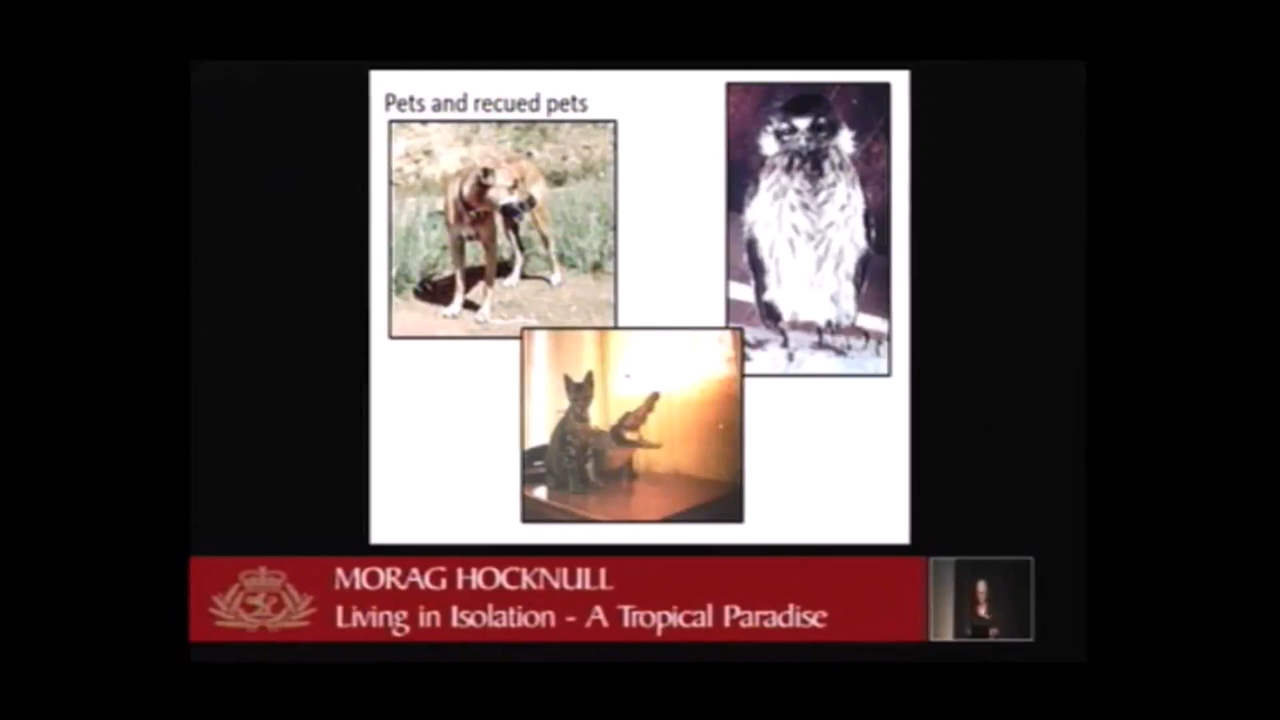 Pets and recued pets
MORAG HOCKNULL
Living in Isolation - A Tropical Paradise